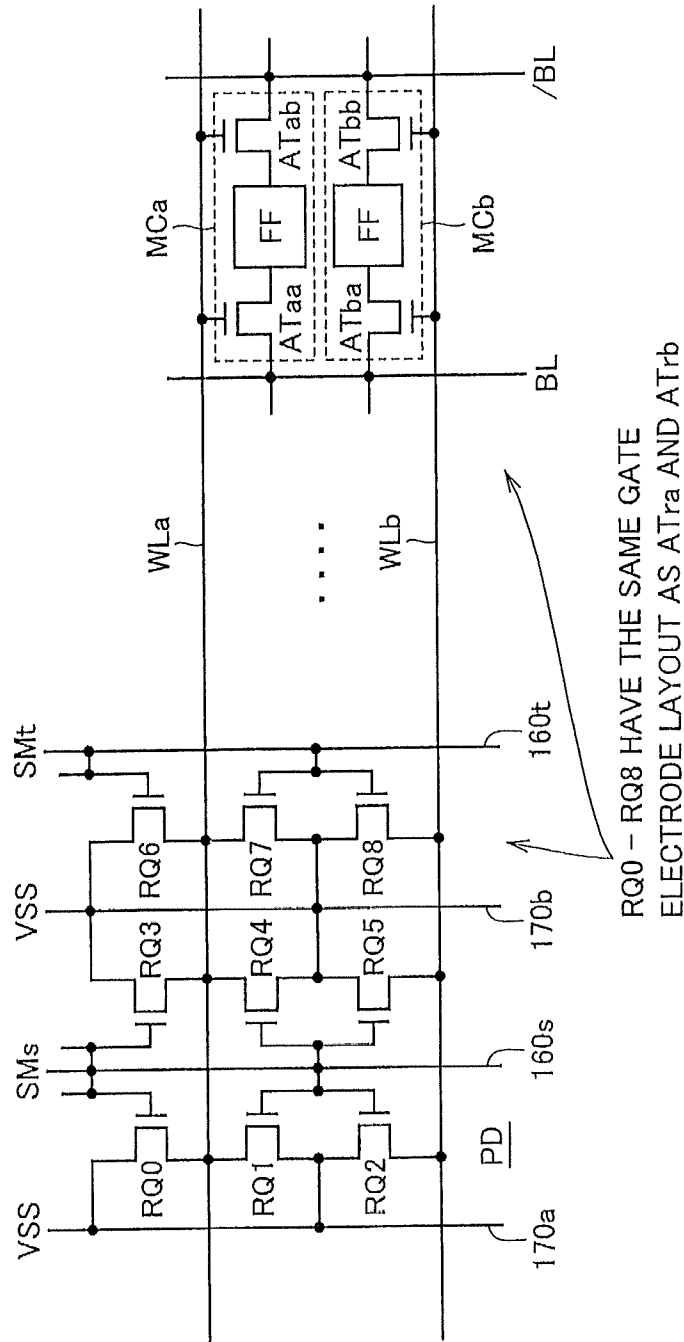 VSS
SMs
VSS
SMt
RQ0
RQ3
RQ6
WLa
MCa
ATaa
FF
ATab
RQ1
RQ4
RQ7
RQ2
RQ5
RQ8
WLb
ATba
FF
ATbb
MCb
PD
170a
160s
170b
160t
BL
/BL
RQ0 – RQ8 HAVE THE SAME GATE
ELECTRODE LAYOUT AS ATra AND ATrb